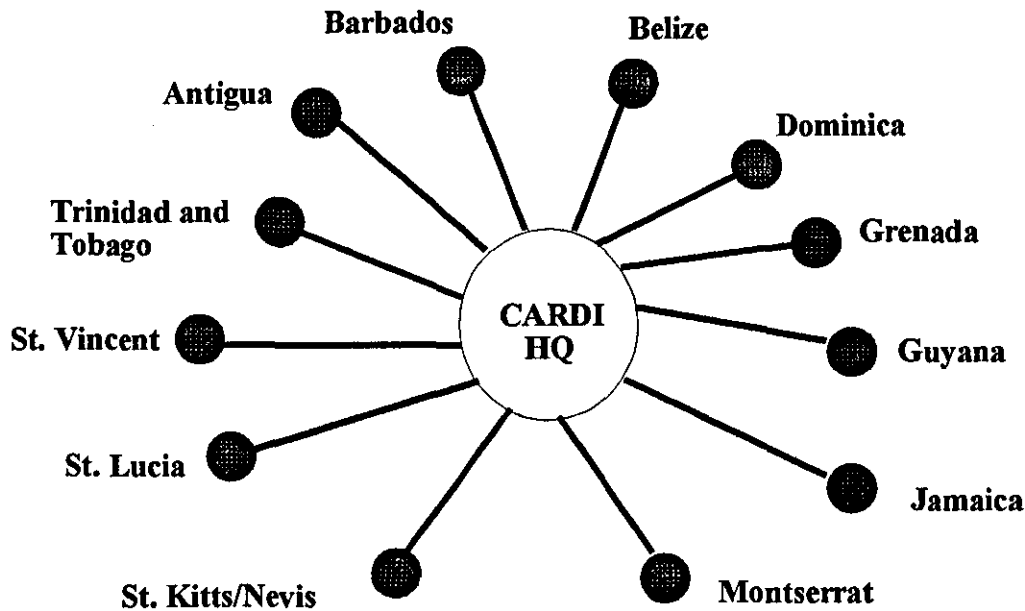 Barbados
Belize
Antigua
Dominica
Trinidad and
Tobago
Grenada
CARDI
HQ
St. Vincent
Guyana
St. Lucia
Jamaica
St. Kitts/Nevis
Montserrat